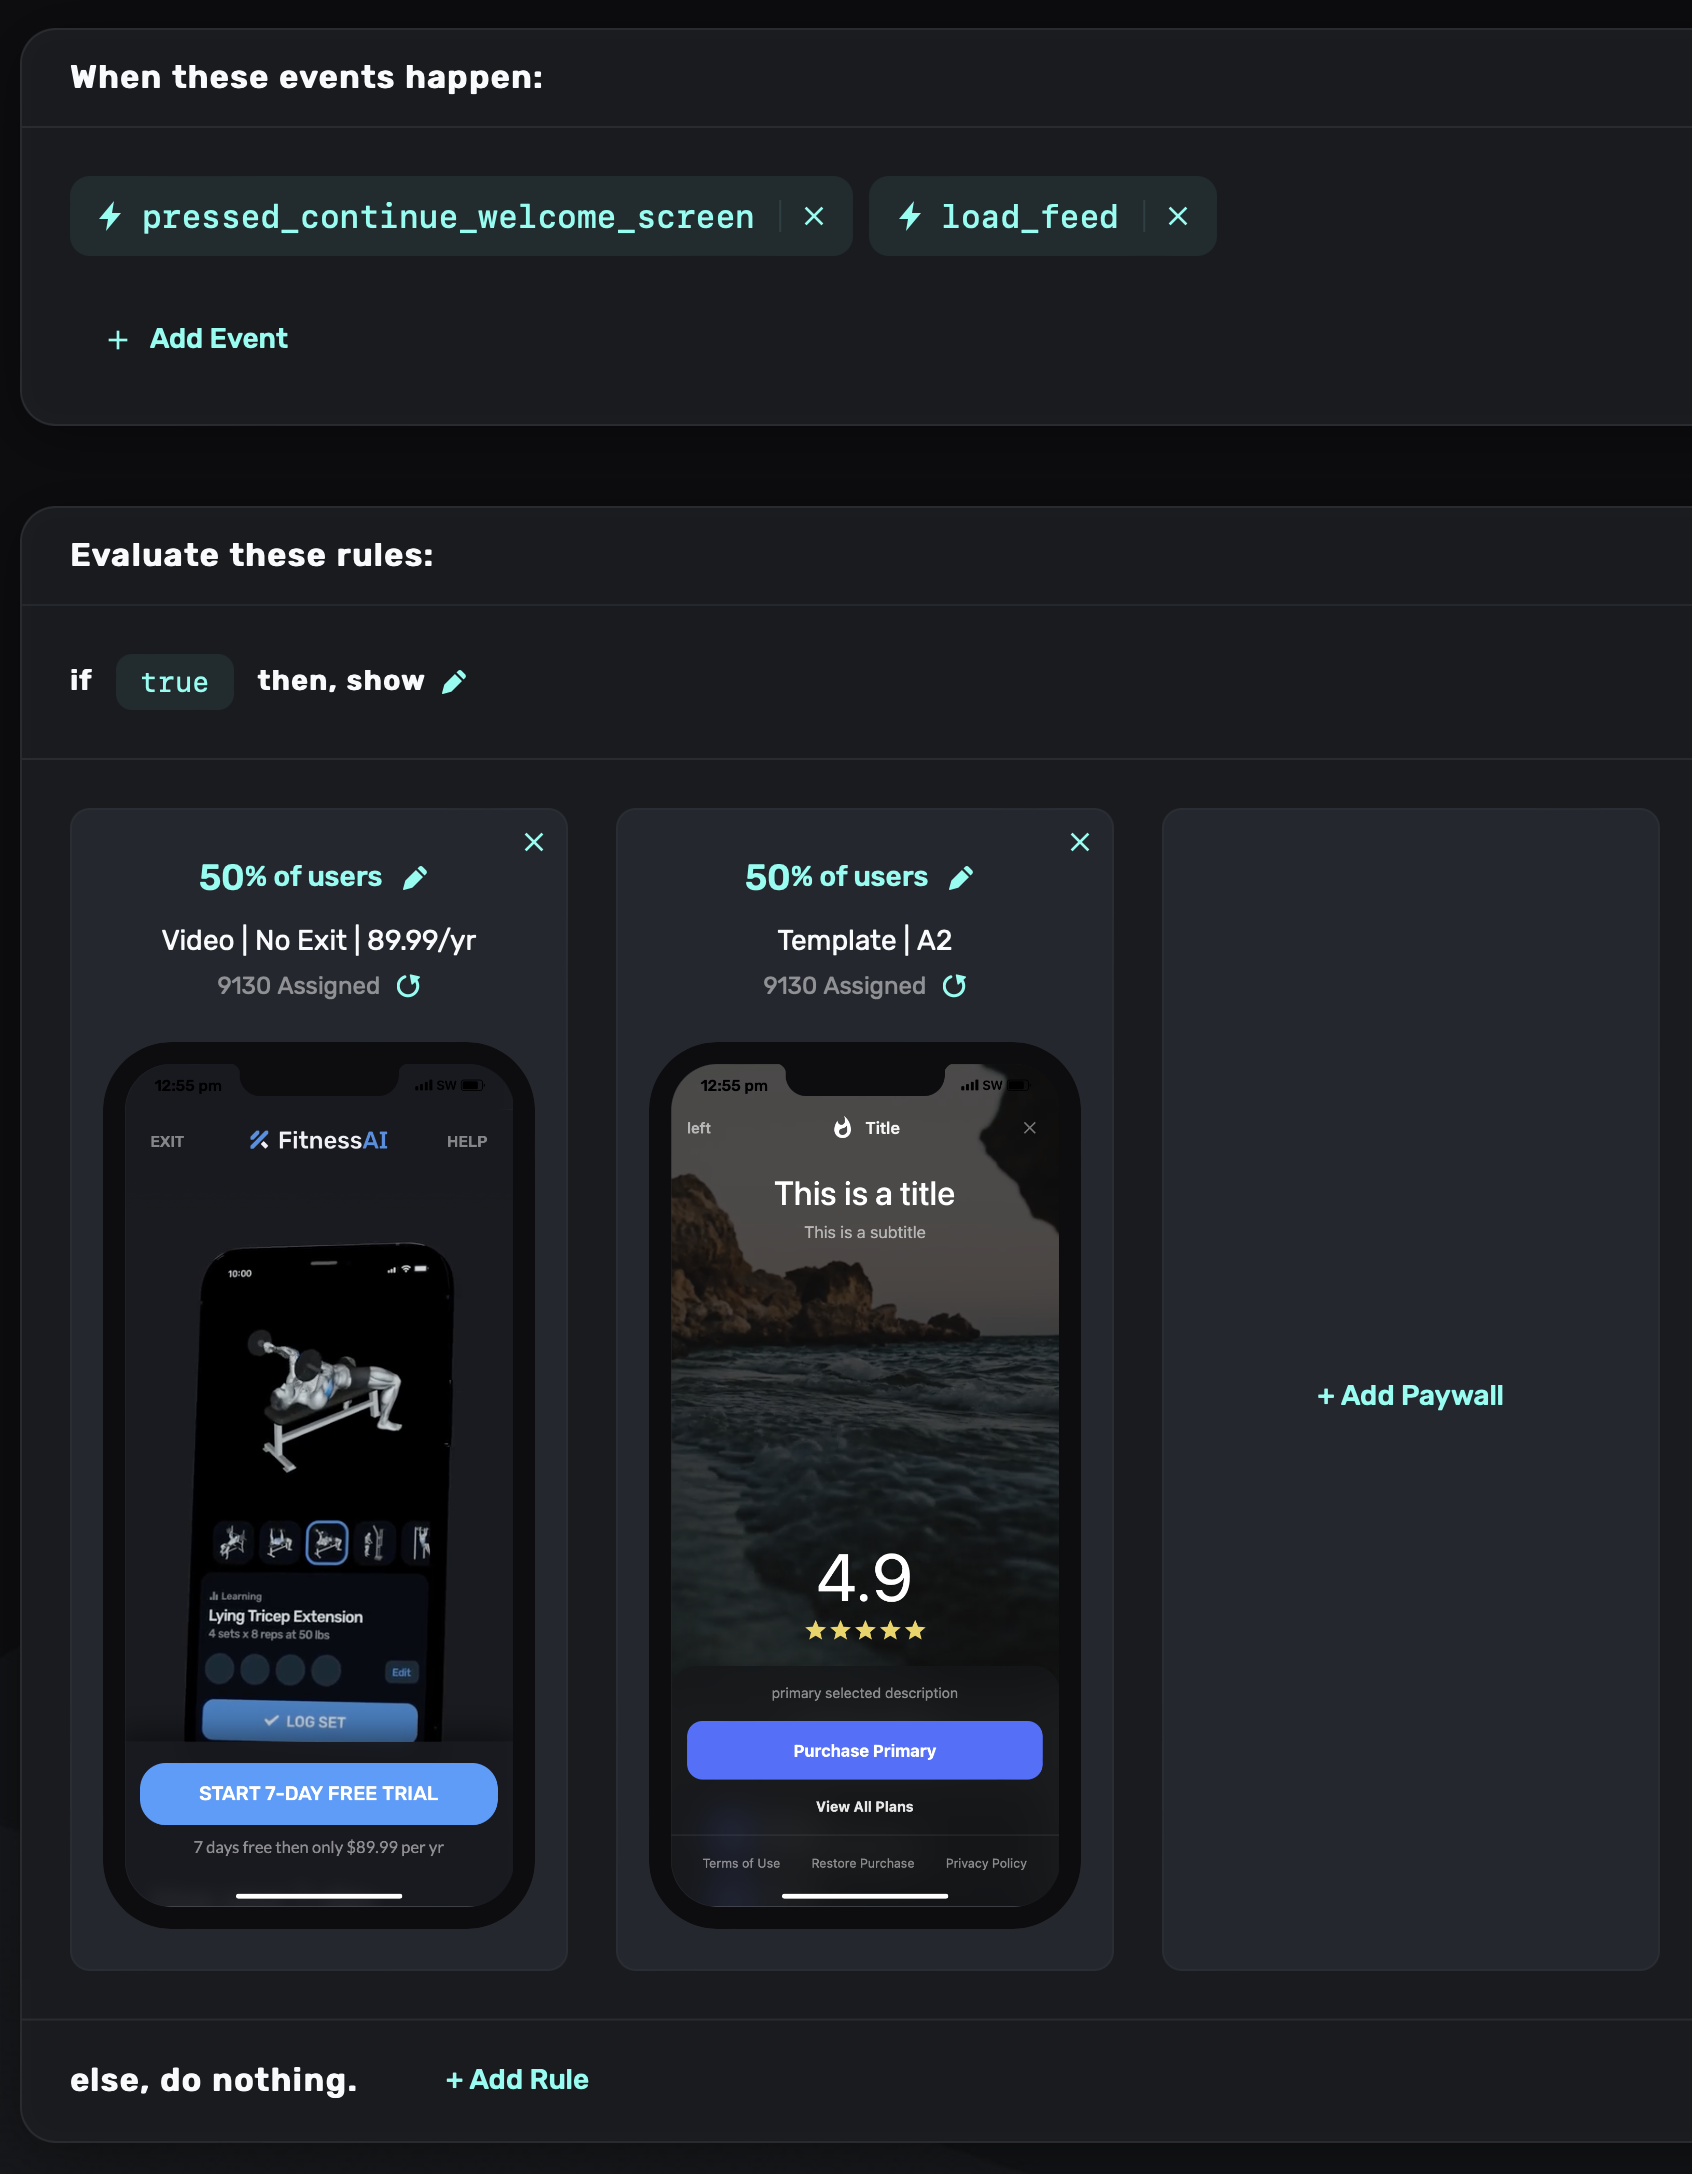 When these events happen:
pressed_continue_welcome_screen
load_feed
+ Add Event
Evaluate these rules:
if true then, show
50% of users
Video | No Exit | 89.99/yr
9130 Assigned
12:55 pm
SW
EXIT
FitnessAI
HELP
10:00
Learning
Lying Tricep Extension
4 sets x 8 reps at 50 lbs
Edit
LOG SET
START 7-DAY FREE TRIAL
7 days free then only $89.99 per yr
50% of users
Template | A2
9130 Assigned
12:55 pm
SW
left
Title
This is a title
This is a subtitle
4.9
primary selected description
Purchase Primary
View All Plans
Terms of Use
Restore Purchase
Privacy Policy
+ Add Paywall
else, do nothing.
+ Add Rule